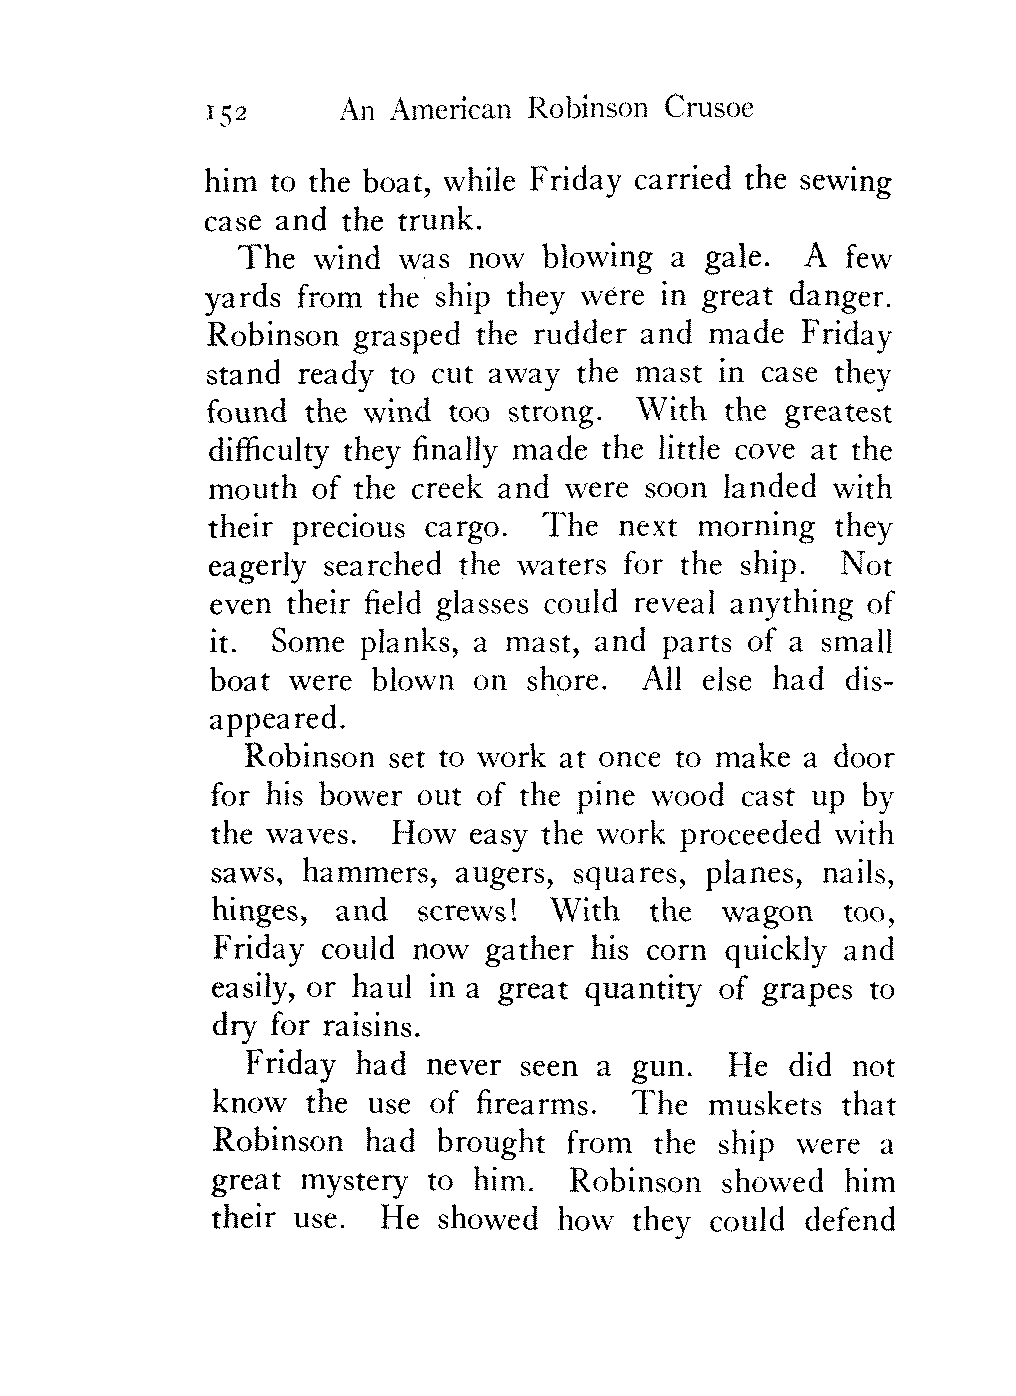 152 An American Robinson Crusoe
him to the boat, while Friday carried the sewing
case and the trunk.
The wind was now blowing a gale. A few
yards from the ship they were in great danger.
Robinson grasped the rudder and made Friday
stand ready to cut away the mast in case they
found the wind too strong. With the greatest
difficulty they finally made the little cove at the
mouth of the creek and were soon landed with
their precious cargo. The next morning they
eagerly searched the waters for the ship. Not
even their field glasses could reveal anything of
it. Some planks, a mast, and parts of a small
boat were blown on shore. All else had dis-
appeared.
Robinson set to work at once to make a door
for his bower out of the pine wood cast up by
the waves. How easy the work proceeded with
saws, hammers, augers, squares, planes, nails,
hinges, and screws! With the wagon too,
Friday could now gather his corn quickly and
easily, or haul in a great quantity of grapes to
dry for raisins.
Friday had never seen a gun. He did not
know the use of firearms. The muskets that
Robinson had brought from the ship were a
great mystery to him. Robinson showed him
their use. He showed how they could defend